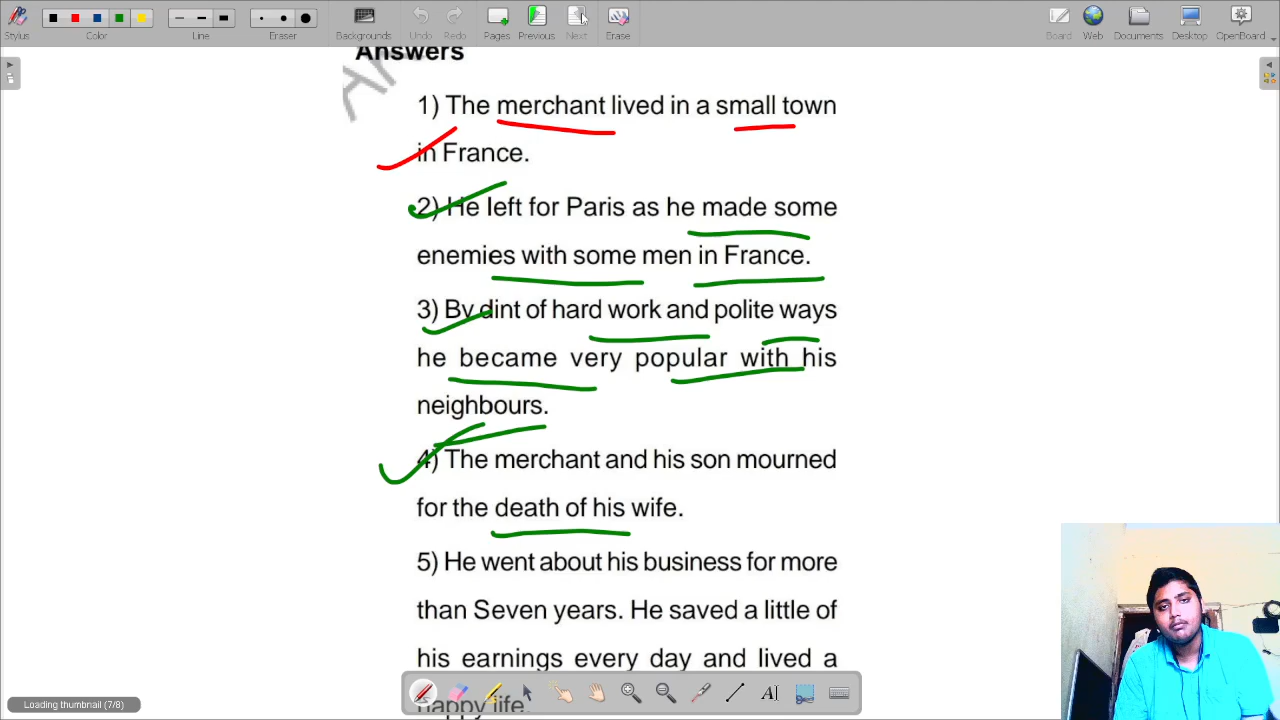 Stylus
Color
Line
Eraser
Backgrounds
Undo
Redo
Pages
Previous
Next
Erase
Board
Web
Documents
Desktop
OpenBoard
Answers
1) The merchant lived in a small town
in France.
2) He left for Paris as he made some
enemies with some men in France.
3) By dint of hard work and polite ways
he became very popular with his
neighbours.
4) The merchant and his son mourned
for the death of his wife.
5) He went about his business for more
than Seven years. He saved a little of
his earnings every day and lived a
happy life.
Loading thumbnail (7/8)